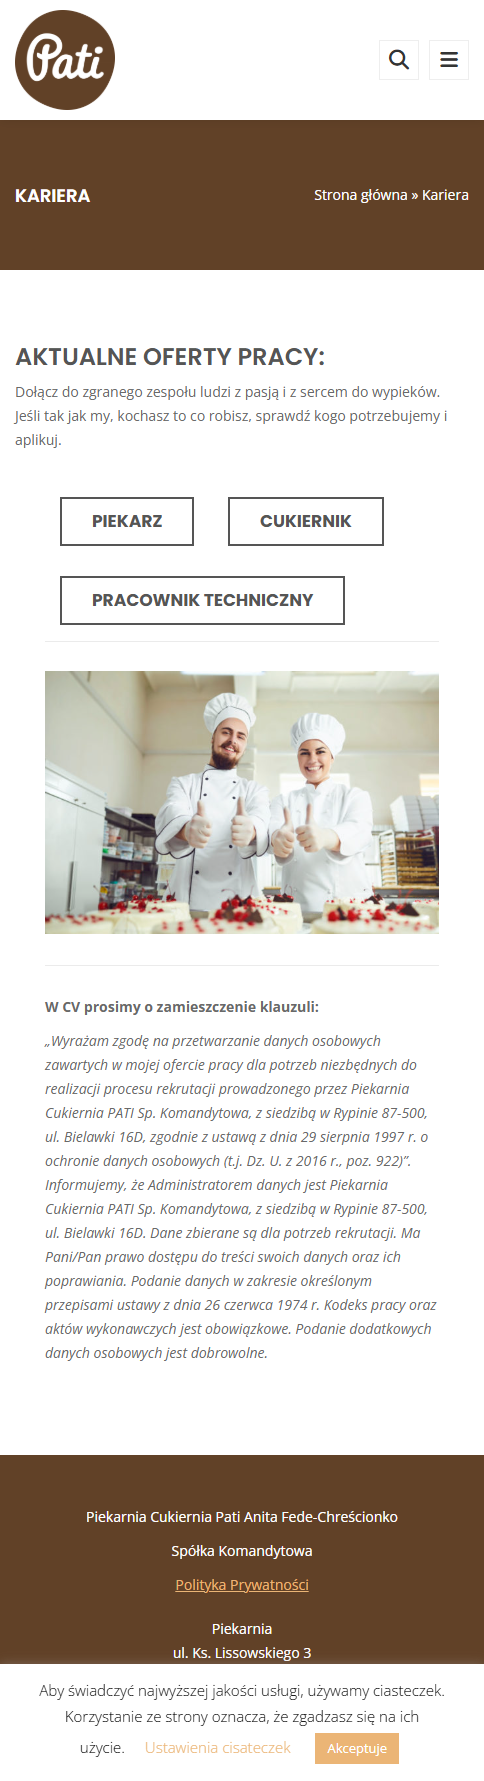 Pati
KARIERA
Strona główna » Kariera
AKTUALNE OFERTY PRACY:
Dołącz do zgranego zespołu ludzi z pasją i z sercem do wypieków.
Jeśli tak jak my, kochasz to co robisz, sprawdź kogo potrzebujemy i
aplikuj.
PIEKARZ
CUKIERNIK
PRACOWNIK TECHNICZNY
W CV prosimy o zamieszczenie klauzuli:
„Wyrażam zgodę na przetwarzanie danych osobowych
zawartych w mojej ofercie pracy dla potrzeb niezbędnych do
realizacji procesu rekrutacji prowadzonego przez Piekarnia
Cukiernia PATI Sp. Komandytowa, z siedzibą w Rypinie 87-500,
ul. Bielawki 16D, zgodnie z ustawą z dnia 29 sierpnia 1997 r. o
ochronie danych osobowych (t.j. Dz. U. z 2016 r., poz. 922)”.
Informujemy, że Administratorem danych jest Piekarnia
Cukiernia PATI Sp. Komandytowa, z siedzibą w Rypinie 87-500,
ul. Bielawki 16D. Dane zbierane są dla potrzeb rekrutacji. Ma
Pani/Pan prawo dostępu do treści swoich danych oraz ich
poprawiania. Podanie danych w zakresie określonym
przepisami ustawy z dnia 26 czerwca 1974 r. Kodeks pracy oraz
aktów wykonawczych jest obowiązkowe. Podanie dodatkowych
danych osobowych jest dobrowolne.
Piekarnia Cukiernia Pati Anita Fede-Chreścionko
Spółka Komandytowa
Polityka Prywatności
Piekarnia
ul. Ks. Lissowskiego 3
Aby świadczyć najwyższej jakości usługi, używamy ciasteczek.
Korzystanie ze strony oznacza, że zgadzasz się na ich
użycie. Ustawienia cisateczek Akceptuje